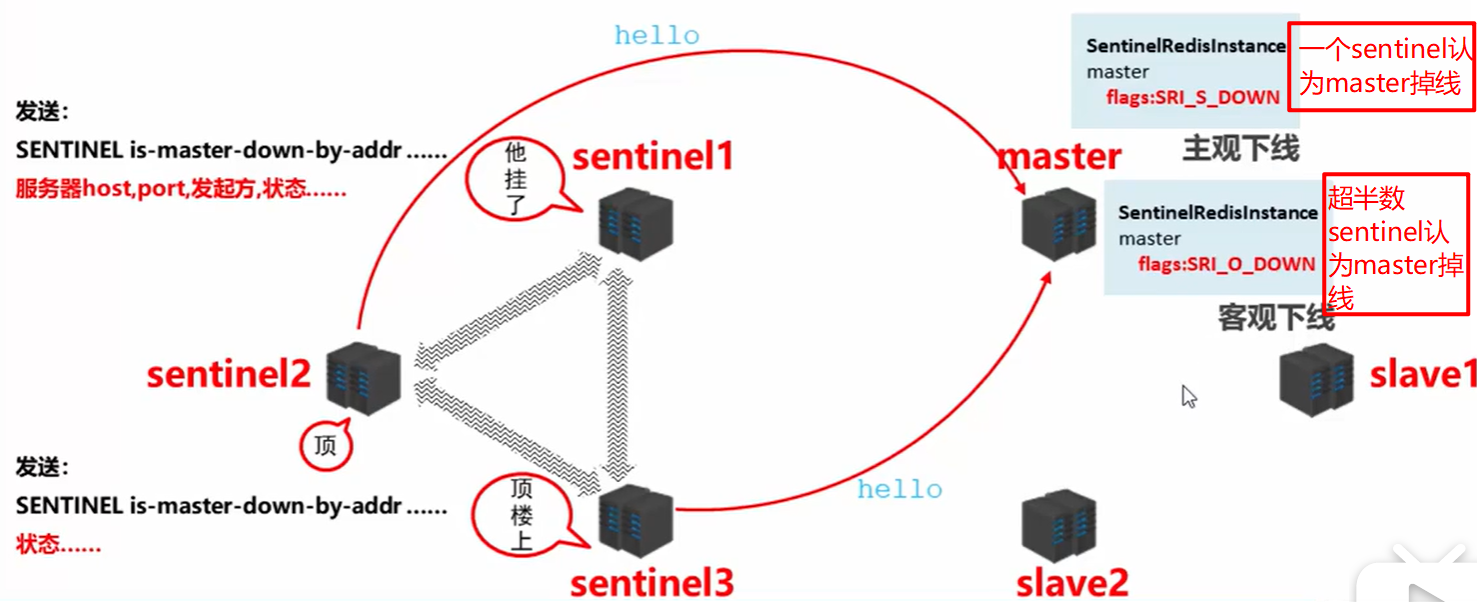 hello
SentinelRedisInstance
master
flags:SRI_S_DOWN
一个sentinel认
为master掉线
主观下线
发送：
SENTINEL is-master-down-by-addr ......
服务器host,port,发起方,状态......
他
挂
了
sentinel1
master
SentinelRedisInstance
master
flags:SRI_O_DOWN
超半数
sentinel认
为master掉
线
客观下线
sentinel2
slave1
顶
发送：
SENTINEL is-master-down-by-addr ......
状态......
顶
楼
上
hello
sentinel3
slave2